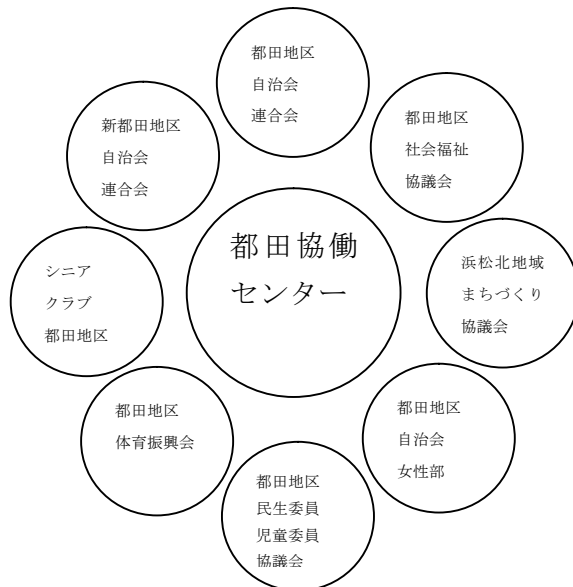 都田地区
自治会
連合会
新都田地区
自治会
連合会
都田地区
社会福祉
協議会
都田協働
センター
シニア
クラブ
都田地区
浜松北地域
まちづくり
協議会
都田地区
体育振興会
都田地区
自治会
女性部
都田地区
民生委員
児童委員
協議会